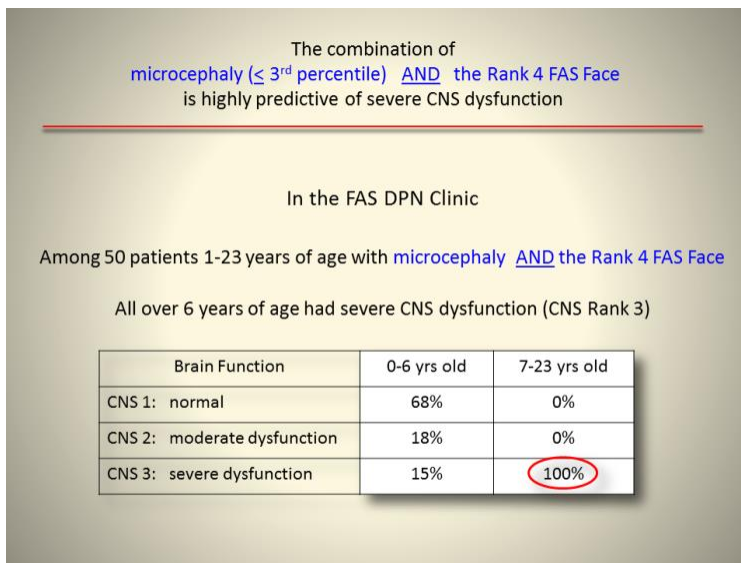 The combination of
microcephaly (≤ 3rd percentile) AND the Rank 4 FAS Face
is highly predictive of severe CNS dysfunction
In the FAS DPN Clinic
Among 50 patients 1-23 years of age with microcephaly AND the Rank 4 FAS Face
All over 6 years of age had severe CNS dysfunction (CNS Rank 3)
Brain Function 0-6 yrs old 7-23 yrs old
CNS 1: normal 68% 0%
CNS 2: moderate dysfunction 18% 0%
CNS 3: severe dysfunction 15% 100%